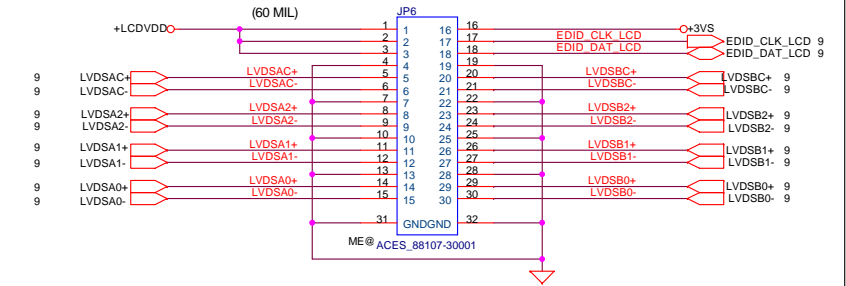 (60 MIL) JP6
+LCDVDD 1 1 16 16 +3VS
2 2 17 17 EDID_CLK_LCD EDID_CLK_LCD 9
3 3 18 18 EDID_DAT_LCD EDID_DAT_LCD 9
4 4 19 19
9 LVDSAC+ LVDSAC+ 5 5 20 20 LVDSBC+ LVDSBC+ 9
9 LVDSAC- LVDSAC- 6 6 21 21 LVDSBC- LVDSBC- 9
7 7 22 22
9 LVDSA2+ LVDSA2+ 8 8 23 23 LVDSB2+ LVDSB2+ 9
9 LVDSA2- LVDSA2- 9 9 24 24 LVDSB2- LVDSB2- 9
10 10 25 25
9 LVDSA1+ LVDSA1+ 11 11 26 26 LVDSB1+ LVDSB1+ 9
9 LVDSA1- LVDSA1- 12 12 27 27 LVDSB1- LVDSB1- 9
13 13 28 28
9 LVDSA0+ LVDSA0+ 14 14 29 29 LVDSB0+ LVDSB0+ 9
9 LVDSA0- LVDSA0- 15 15 30 30 LVDSB0- LVDSB0- 9
31 GNDGND 32
ME@ ACES_88107-30001